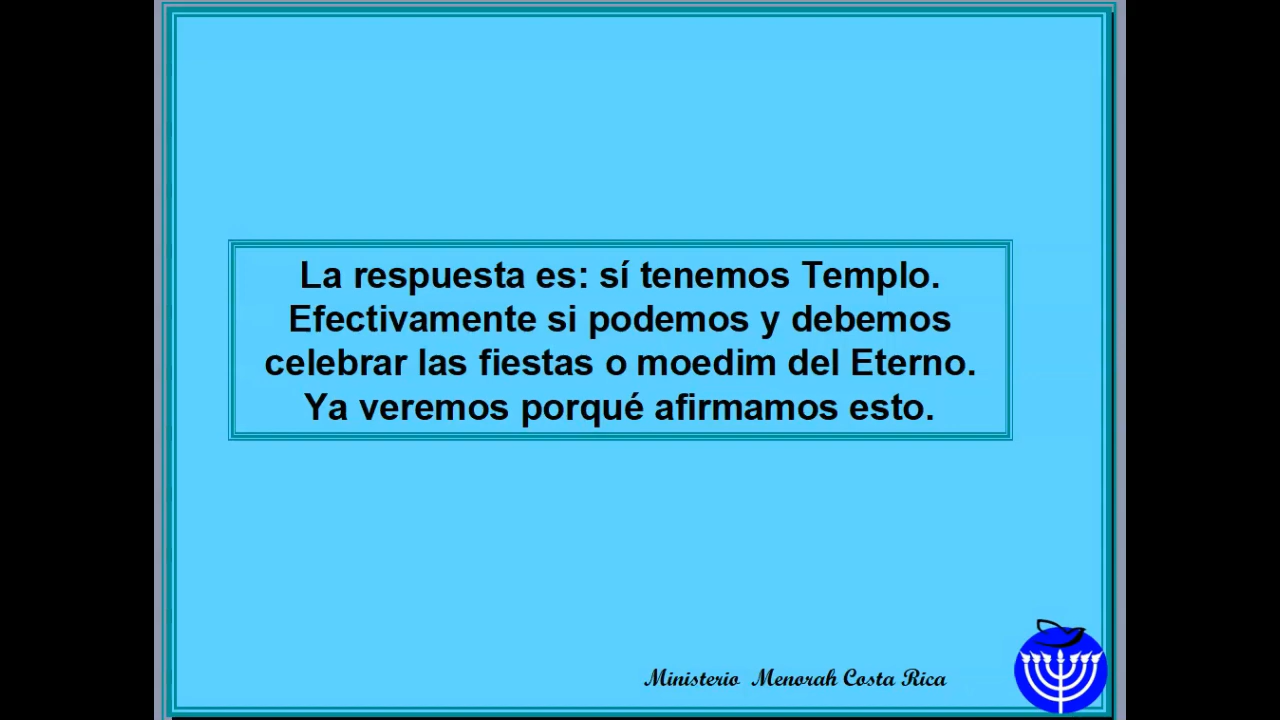 La respuesta es: sí tenemos Templo.
Efectivamente si podemos y debemos
celebrar las fiestas o moedim del Eterno.
Ya veremos porqué afirmamos esto.
Ministerio Menorah Costa Rica